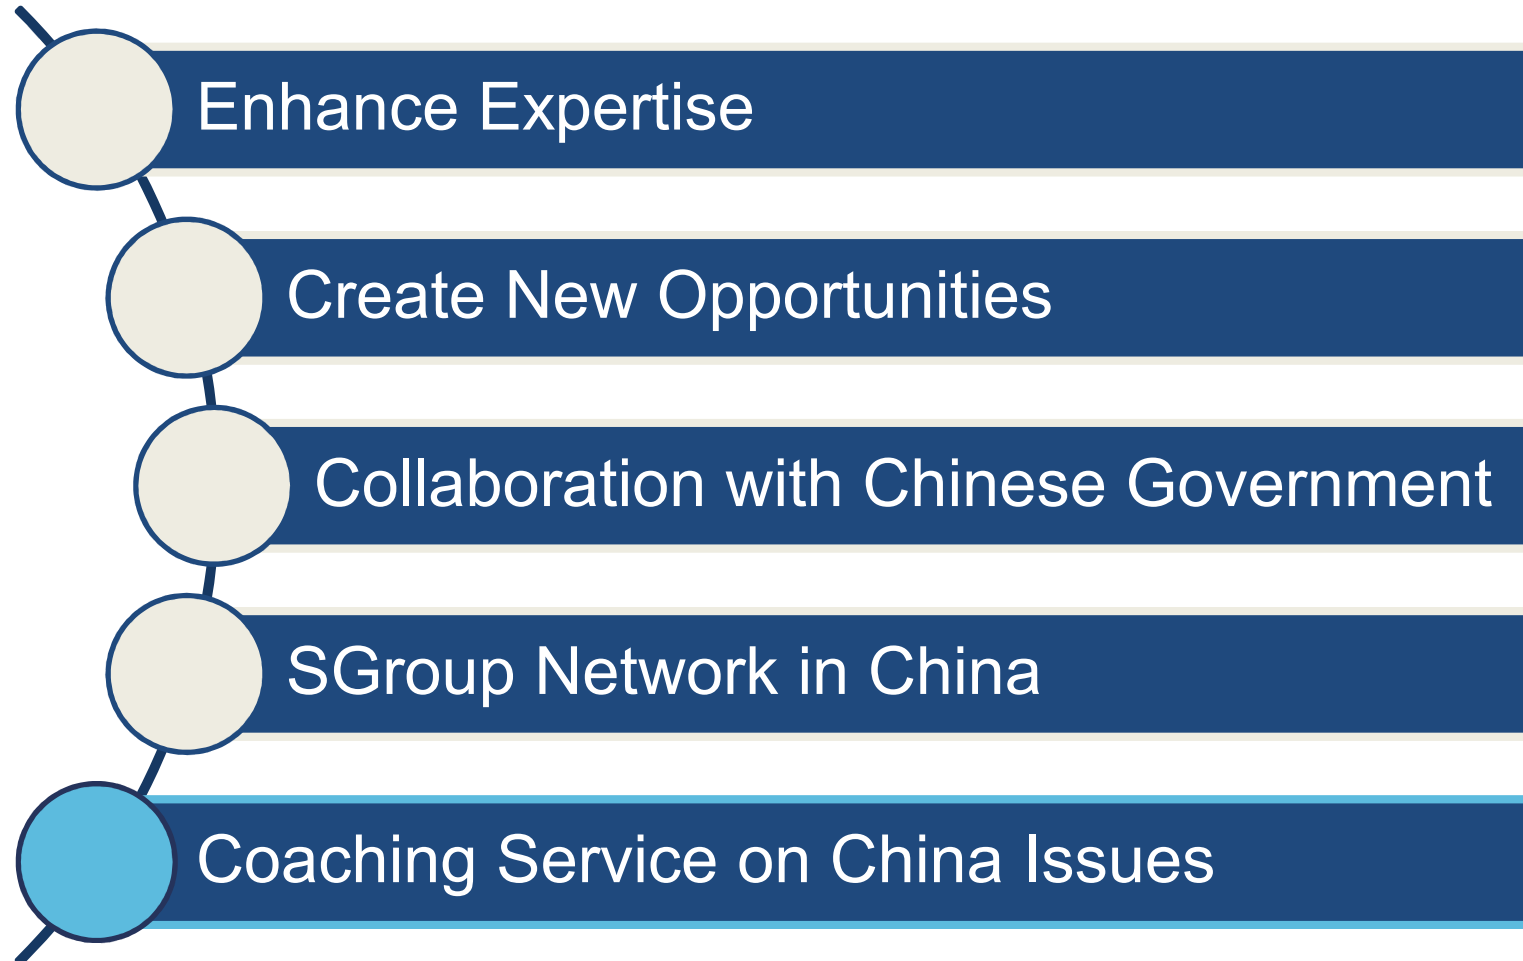 Enhance Expertise
Create New Opportunities
Collaboration with Chinese Government
SGroup Network in China
Coaching Service on China Issues